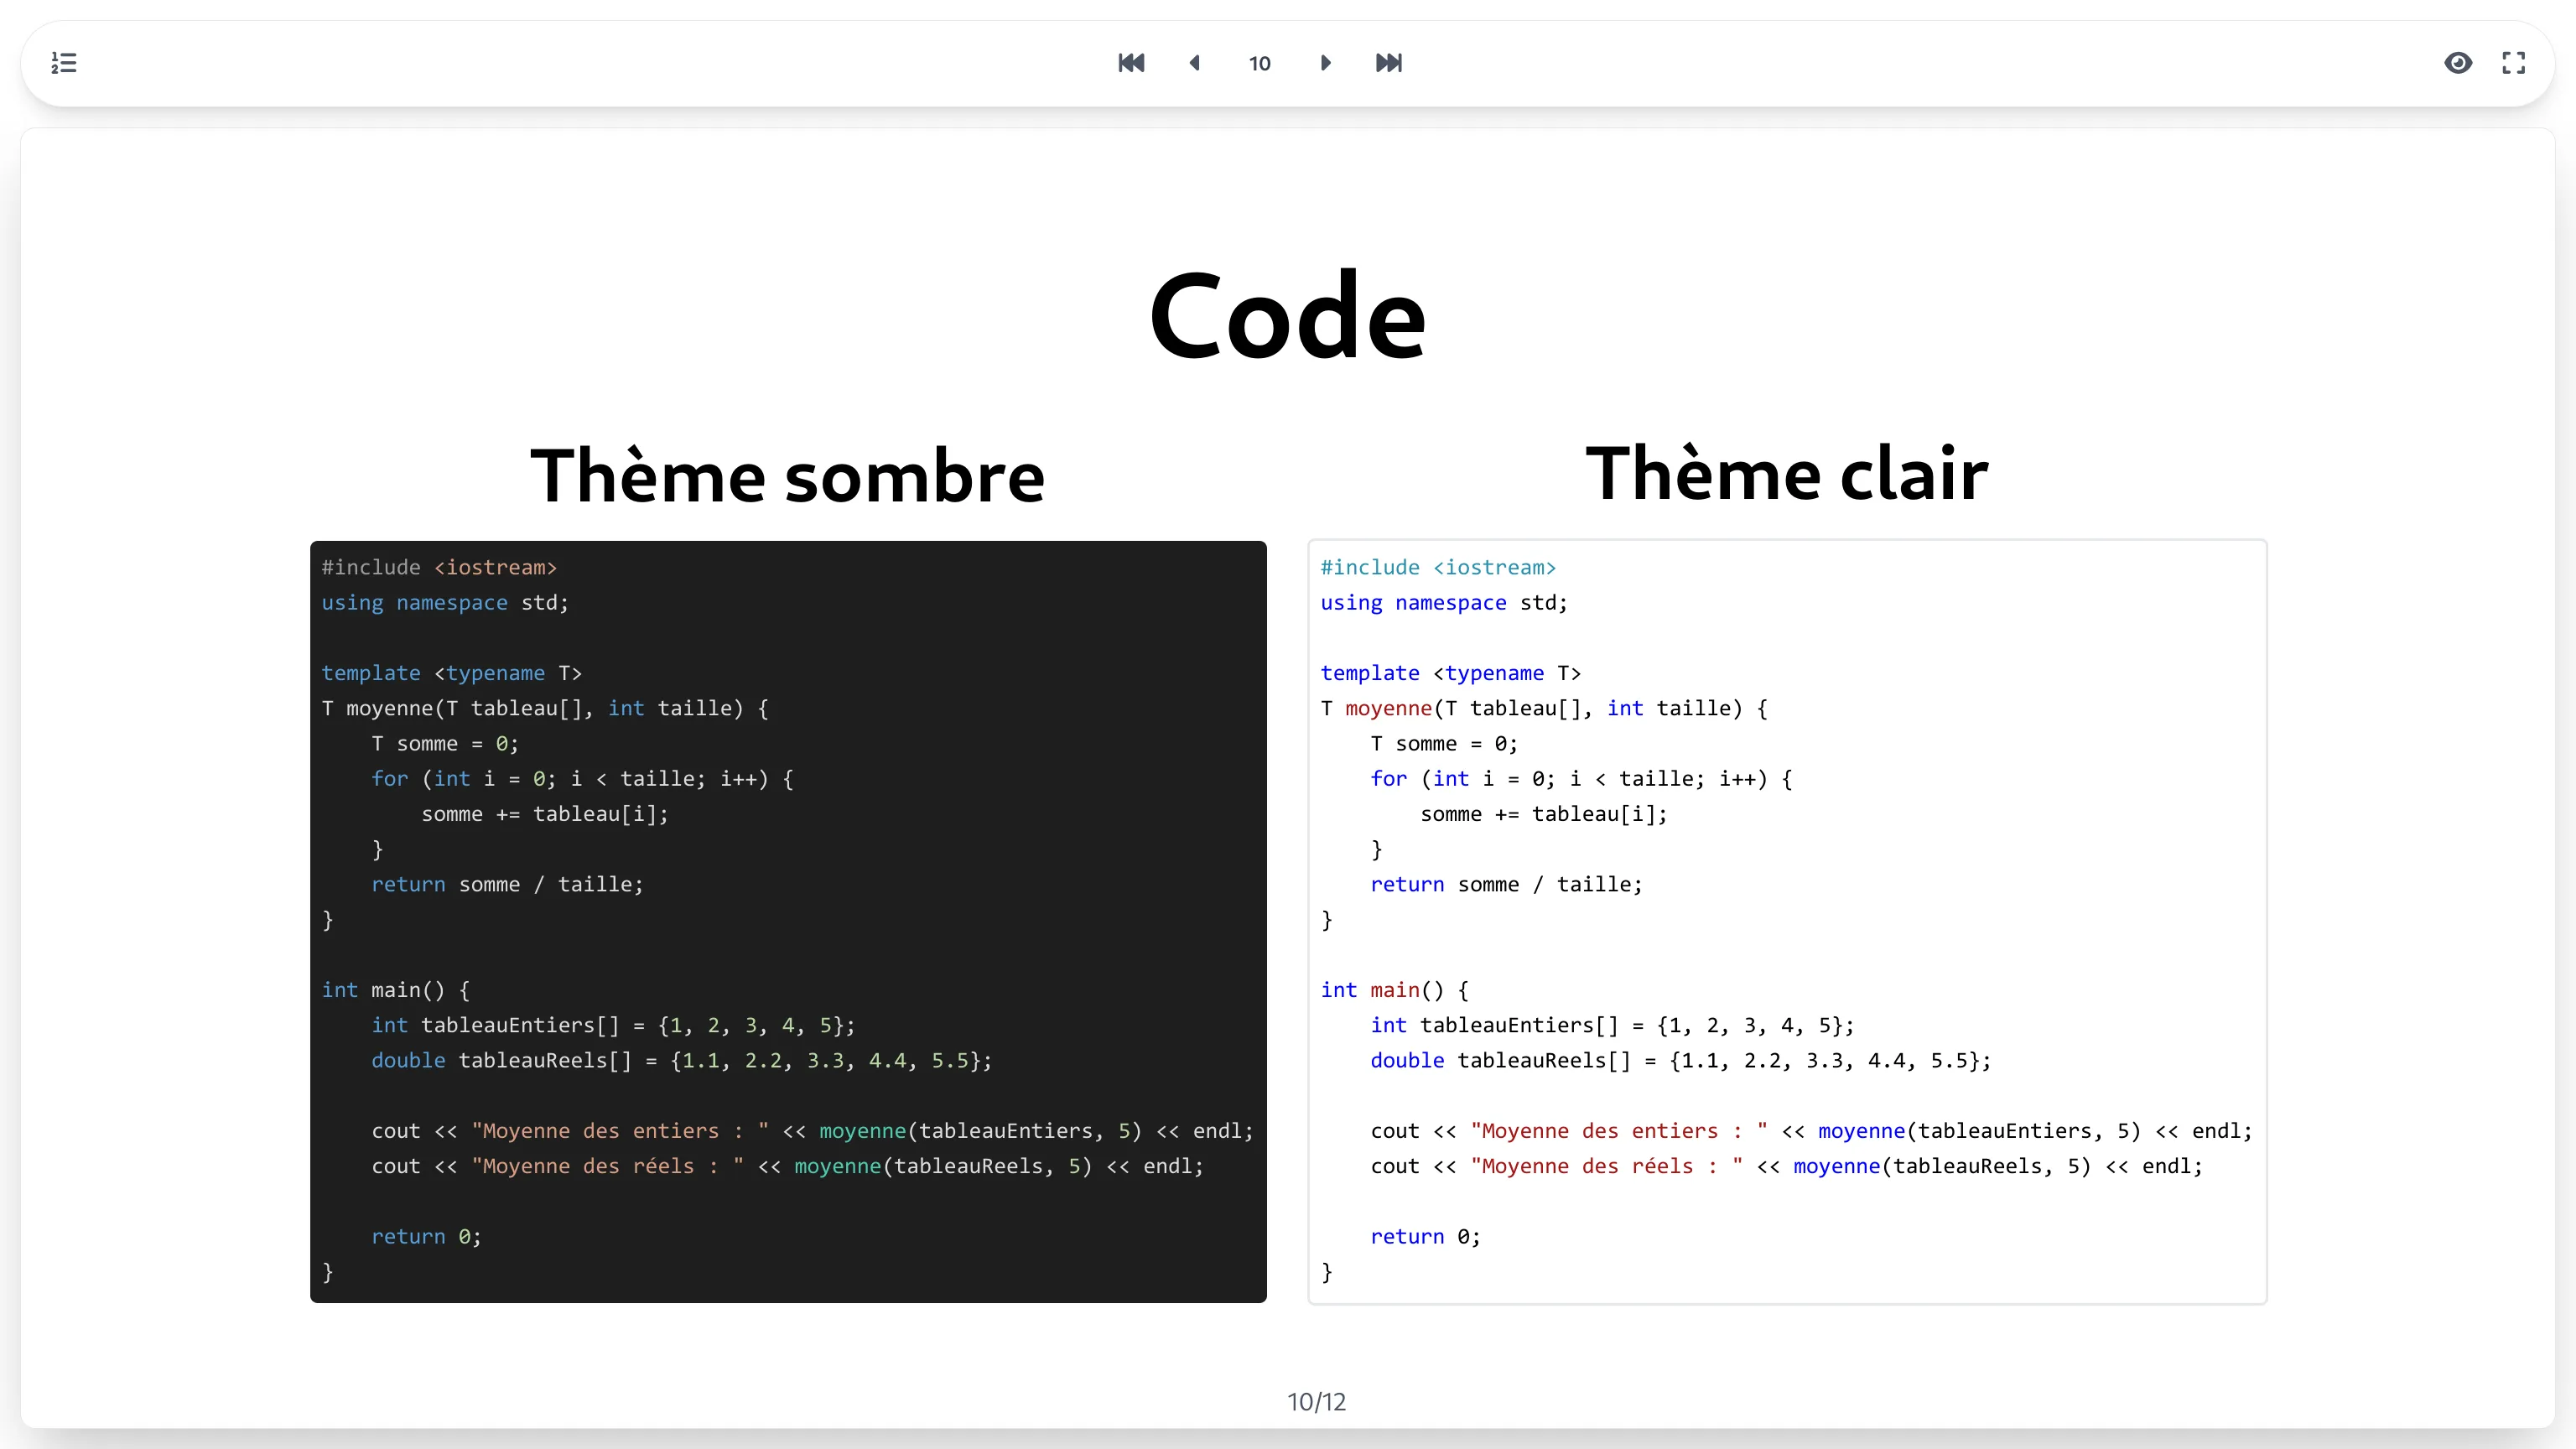 10
Code
Thème sombre
#include <iostream>
using namespace std;
template <typename T>
T moyenne(T tableau[], int taille) {
    T somme = 0;
    for (int i = 0; i < taille; i++) {
        somme += tableau[i];
    }
    return somme / taille;
}
int main() {
    int tableauEntiers[] = {1, 2, 3, 4, 5};
    double tableauReels[] = {1.1, 2.2, 3.3, 4.4, 5.5};
    cout << "Moyenne des entiers : " << moyenne(tableauEntiers, 5) << endl;
    cout << "Moyenne des réels : " << moyenne(tableauReels, 5) << endl;
    return 0;
}
Thème clair
#include <iostream>
using namespace std;
template <typename T>
T moyenne(T tableau[], int taille) {
    T somme = 0;
    for (int i = 0; i < taille; i++) {
        somme += tableau[i];
    }
    return somme / taille;
}
int main() {
    int tableauEntiers[] = {1, 2, 3, 4, 5};
    double tableauReels[] = {1.1, 2.2, 3.3, 4.4, 5.5};
    cout << "Moyenne des entiers : " << moyenne(tableauEntiers, 5) << endl;
    cout << "Moyenne des réels : " << moyenne(tableauReels, 5) << endl;
    return 0;
}
10/12